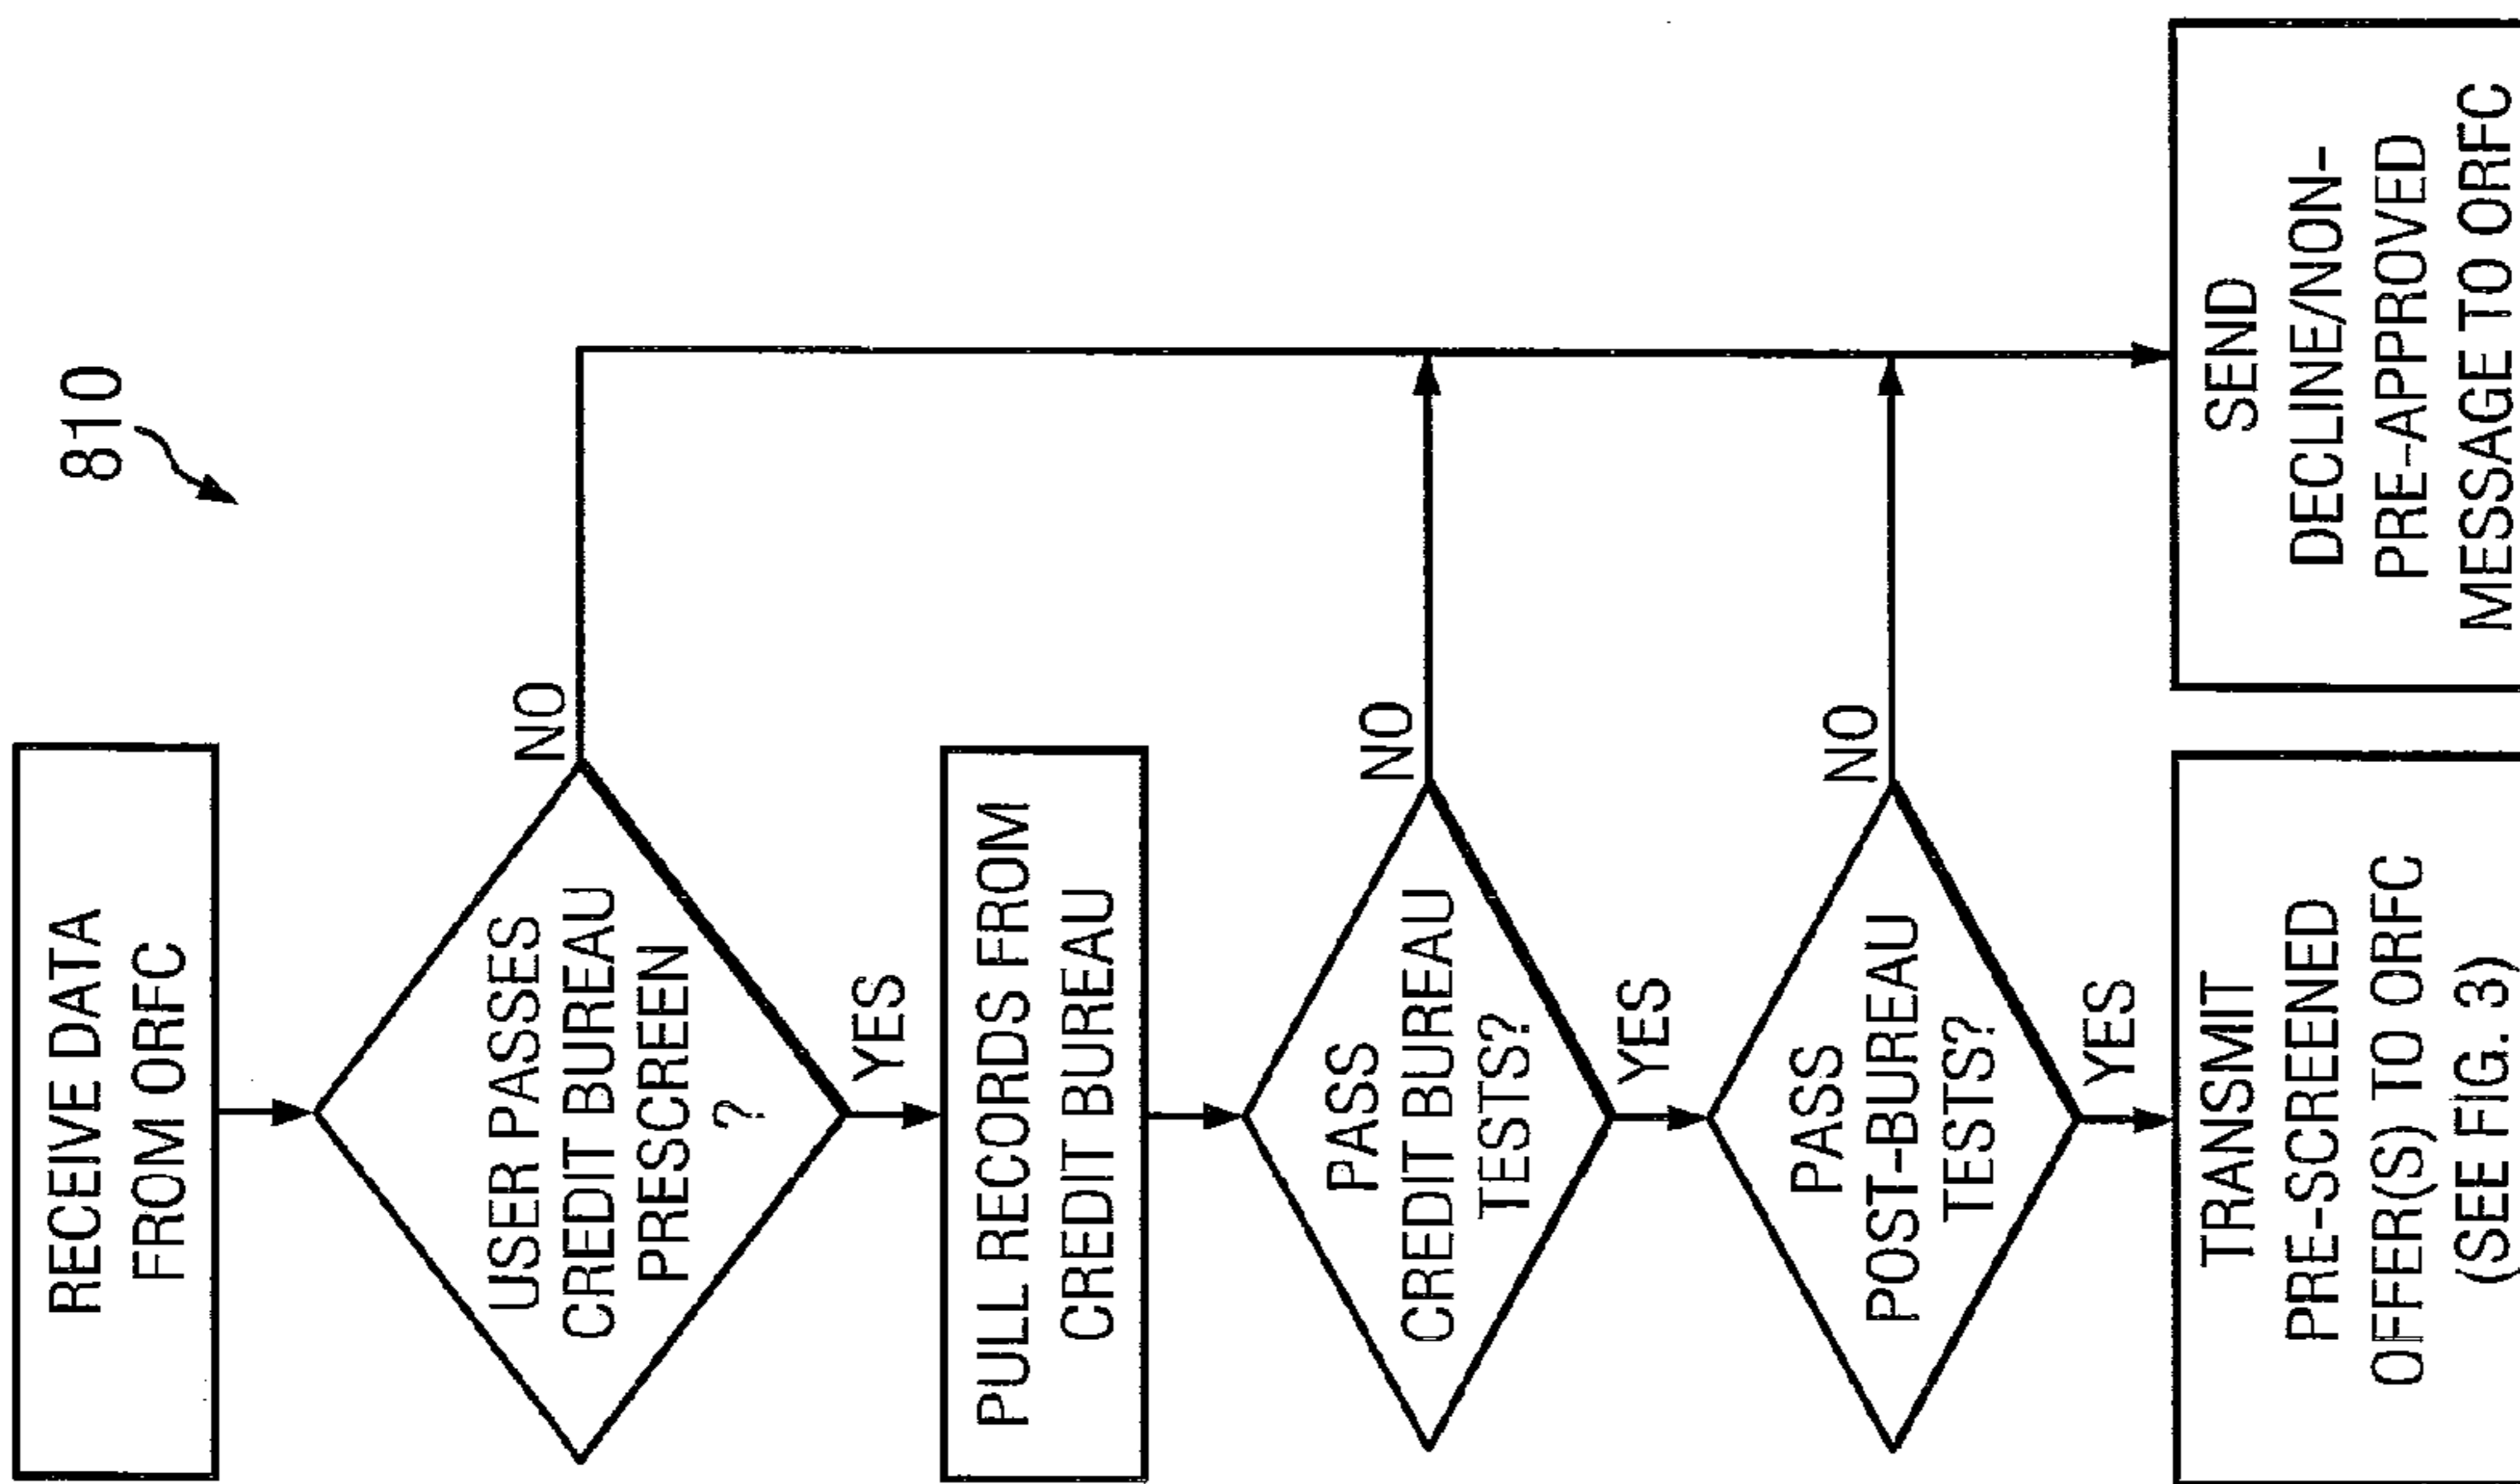 810
RECEIVE DATA
FROM ORFC
USER PASSES
CREDIT BUREAU
PRESCREEN
?
NO
YES
PULL RECORDS FROM
CREDIT BUREAU
PASS
CREDIT BUREAU
TESTS?
NO
YES
PASS
POST-BUREAU
TESTS?
NO
YES
TRANSMIT
PRE-SCREENED
OFFER(S) TO ORFC
(SEE FIG. 3)
SEND
DECLINE/NON-
PRE-APPROVED
MESSAGE TO ORFC